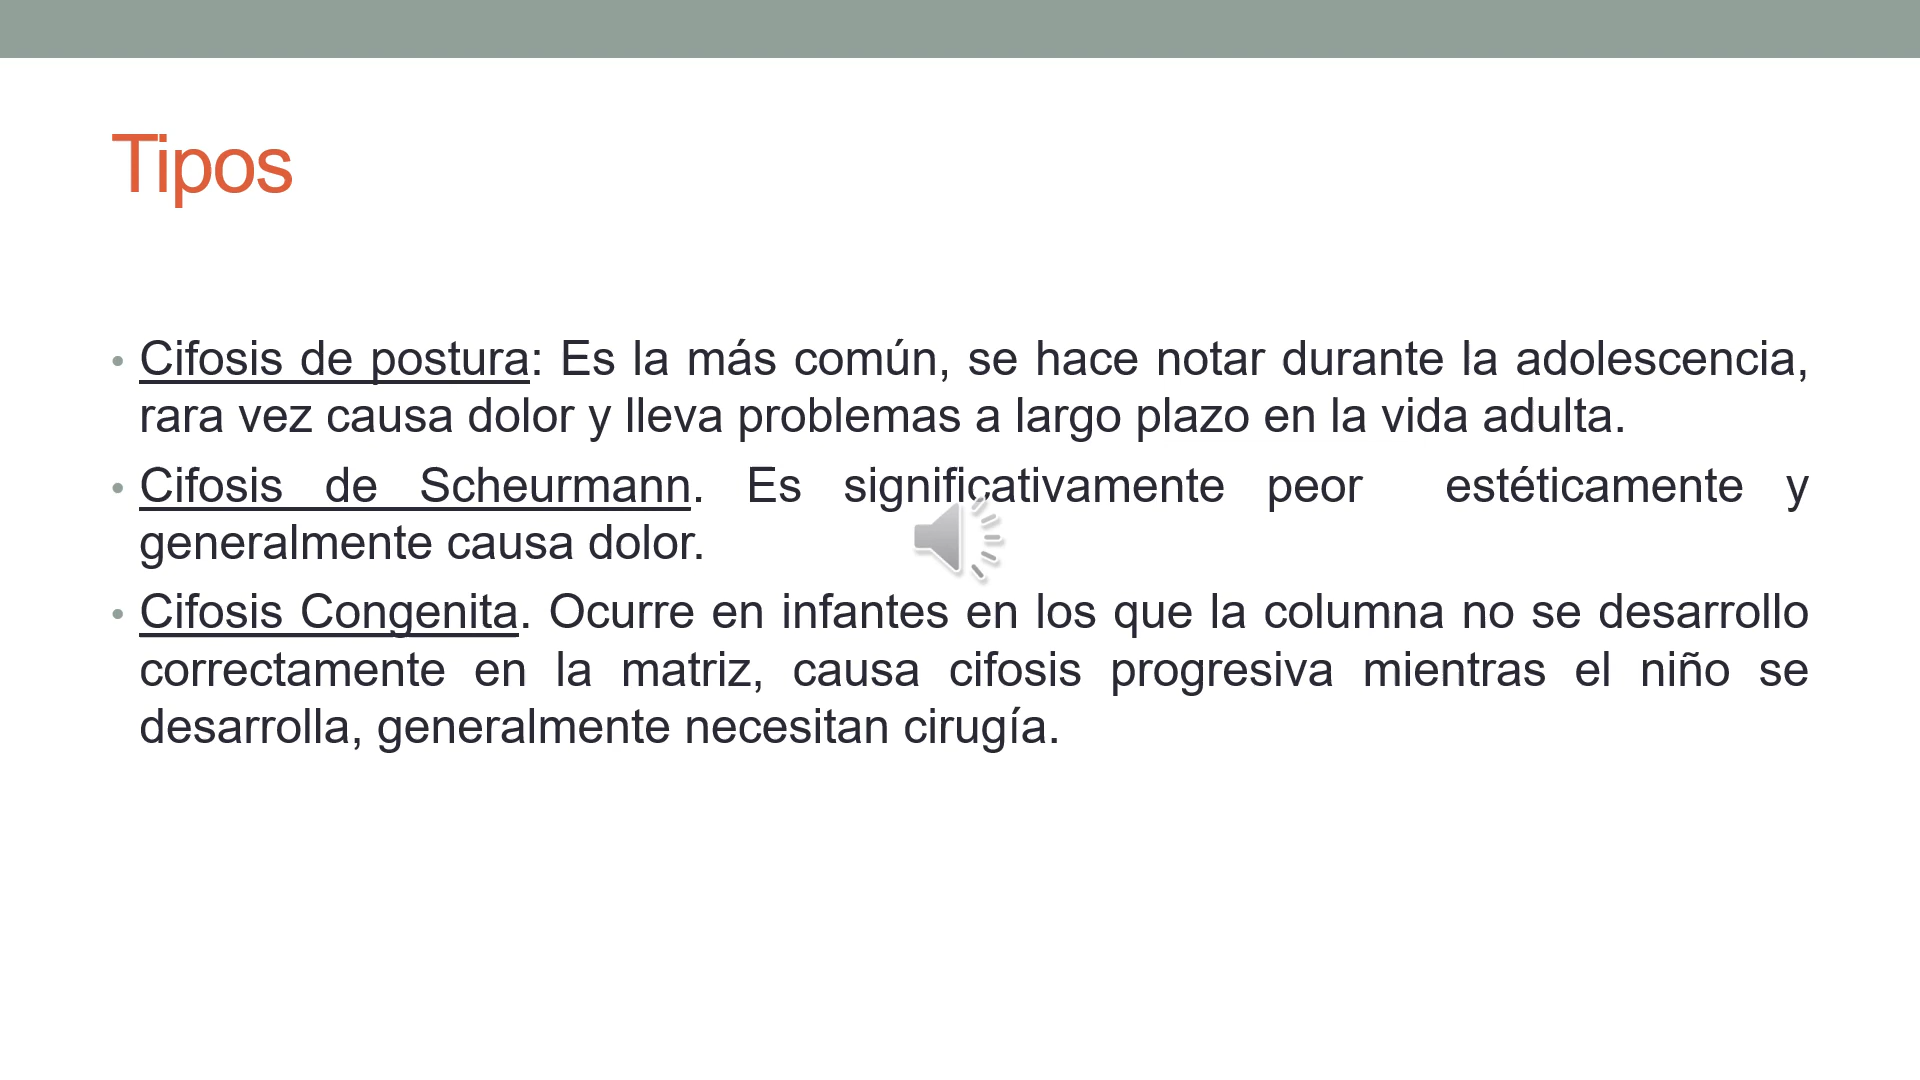 Tipos
• Cifosis de postura: Es la más común, se hace notar durante la adolescencia,
rara vez causa dolor y lleva problemas a largo plazo en la vida adulta.
• Cifosis de Scheurmann. Es significativamente peor estéticamente y
generalmente causa dolor.
• Cifosis Congenita. Ocurre en infantes en los que la columna no se desarrollo
correctamente en la matriz, causa cifosis progresiva mientras el niño se
desarrolla, generalmente necesitan cirugía.